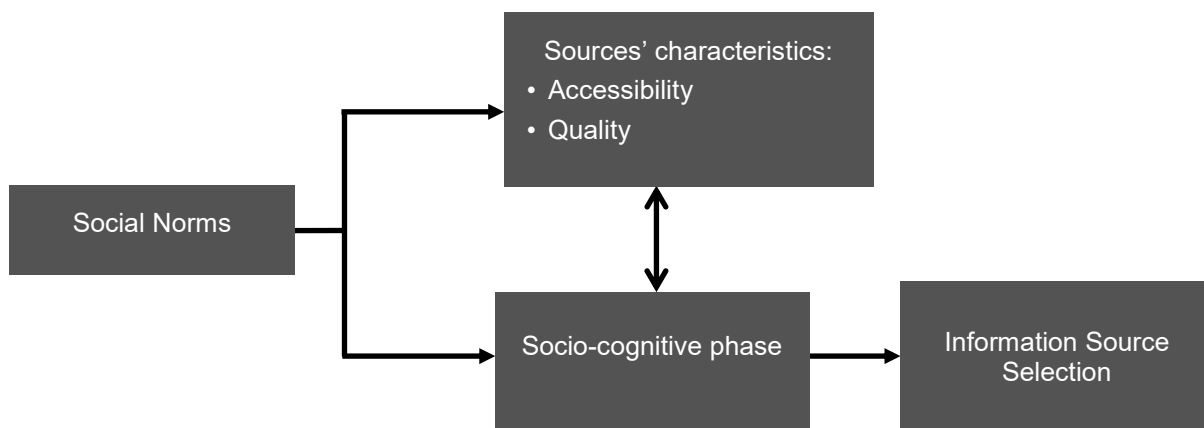 Sources’ characteristics:
• Accessibility
• Quality
Social Norms
Socio-cognitive phase
Information Source
Selection